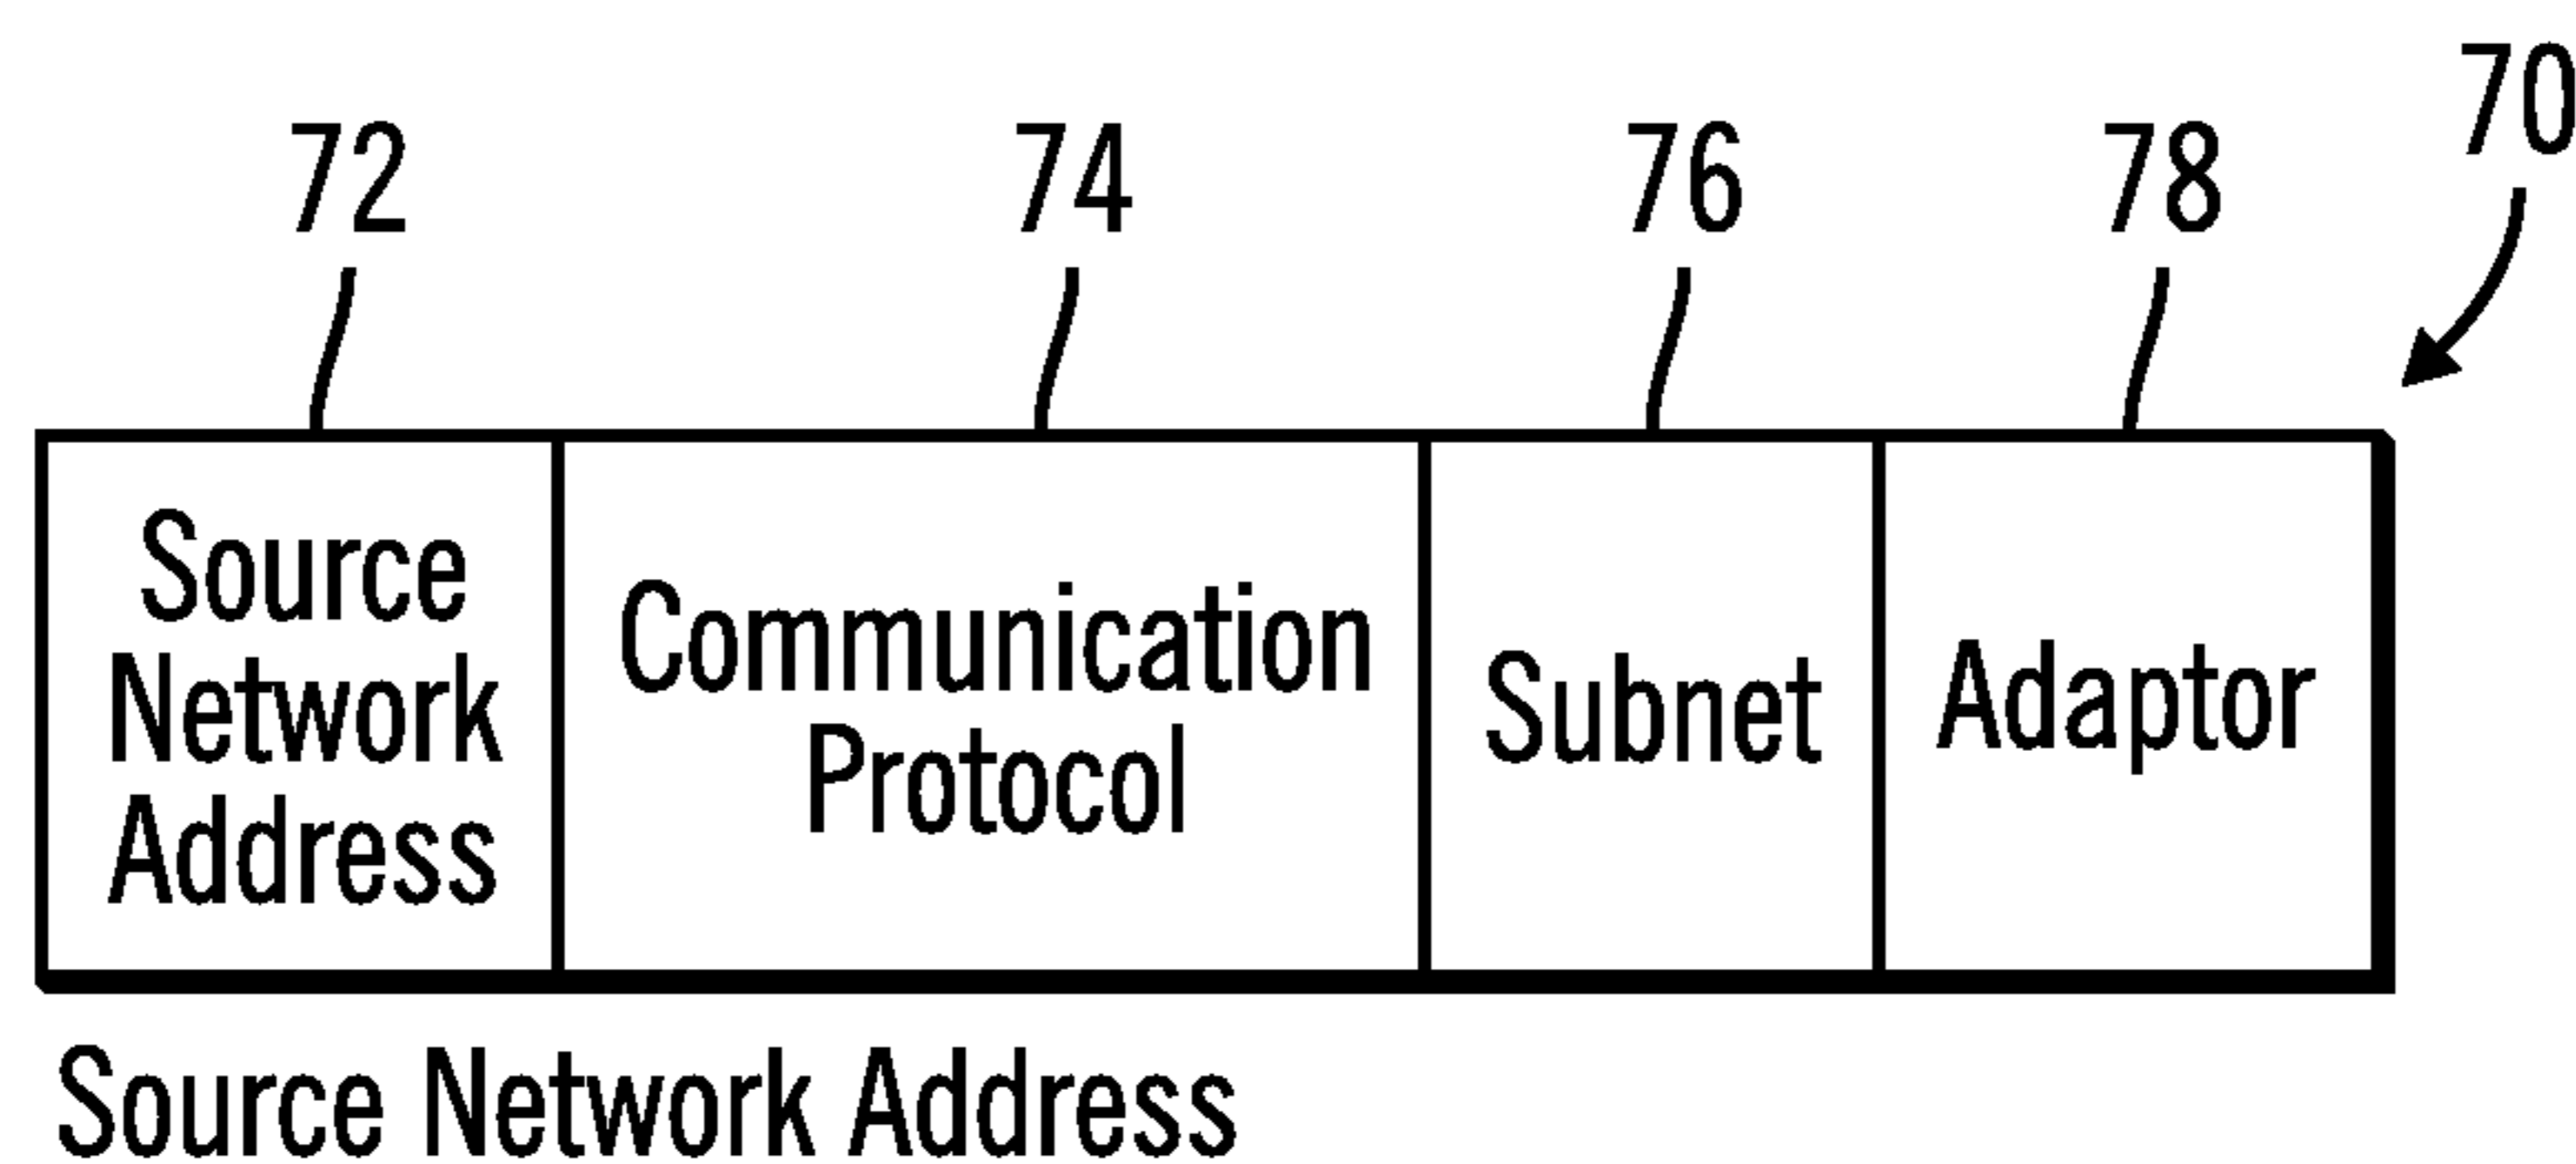 70
72
74
76
78
Source
Network
Address
Communication
Protocol
Subnet
Adaptor
Source Network Address